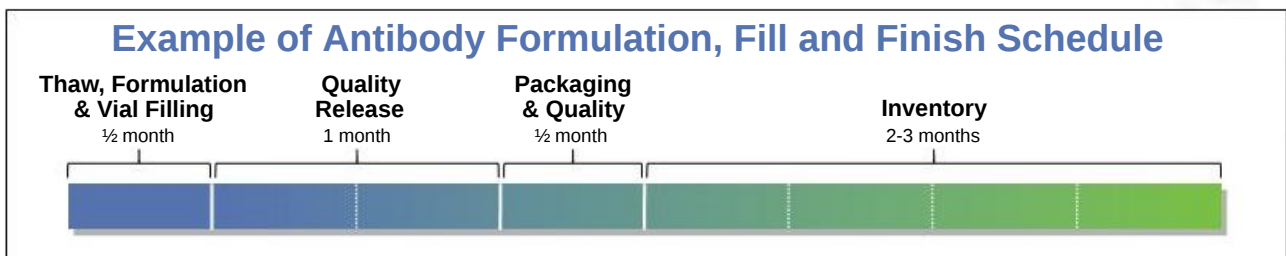 Example of Antibody Formulation, Fill and Finish Schedule
Thaw, Formulation
& Vial Filling
½ month
Quality
Release
1 month
Packaging
& Quality
½ month
Inventory
2-3 months